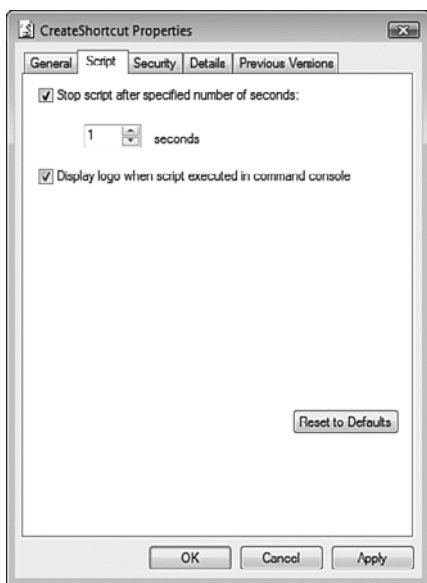 CreateShortcut Properties
General Script Security Details Previous Versions
Stop script after specified number of seconds:
1 seconds
Display logo when script executed in command console
Reset to Defaults
OK Cancel Apply